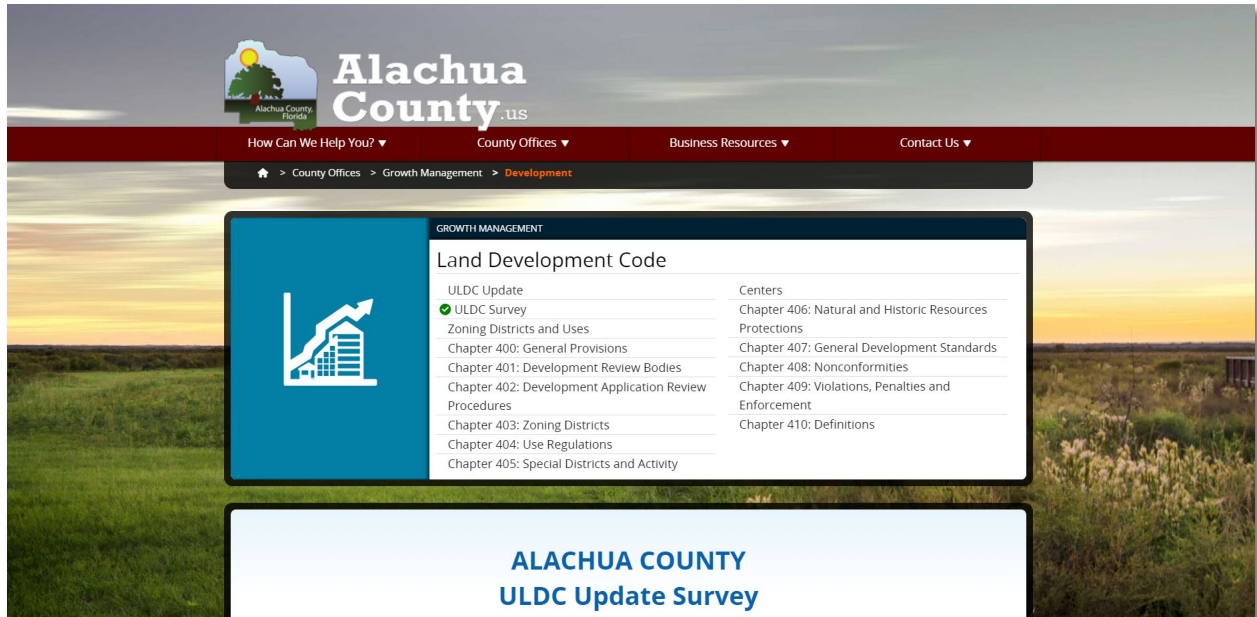 Alachua
County.us
Alachua County,
Florida
How Can We Help You? ▼
County Offices ▼
Business Resources ▼
Contact Us ▼
> County Offices > Growth Management > Development
GROWTH MANAGEMENT
Land Development Code
ULDC Update
ULDC Survey
Zoning Districts and Uses
Chapter 400: General Provisions
Chapter 401: Development Review Bodies
Chapter 402: Development Application Review
Procedures
Chapter 403: Zoning Districts
Chapter 404: Use Regulations
Chapter 405: Special Districts and Activity
Centers
Chapter 406: Natural and Historic Resources
Protections
Chapter 407: General Development Standards
Chapter 408: Nonconformities
Chapter 409: Violations, Penalties and
Enforcement
Chapter 410: Definitions
ALACHUA COUNTY
ULDC Update Survey